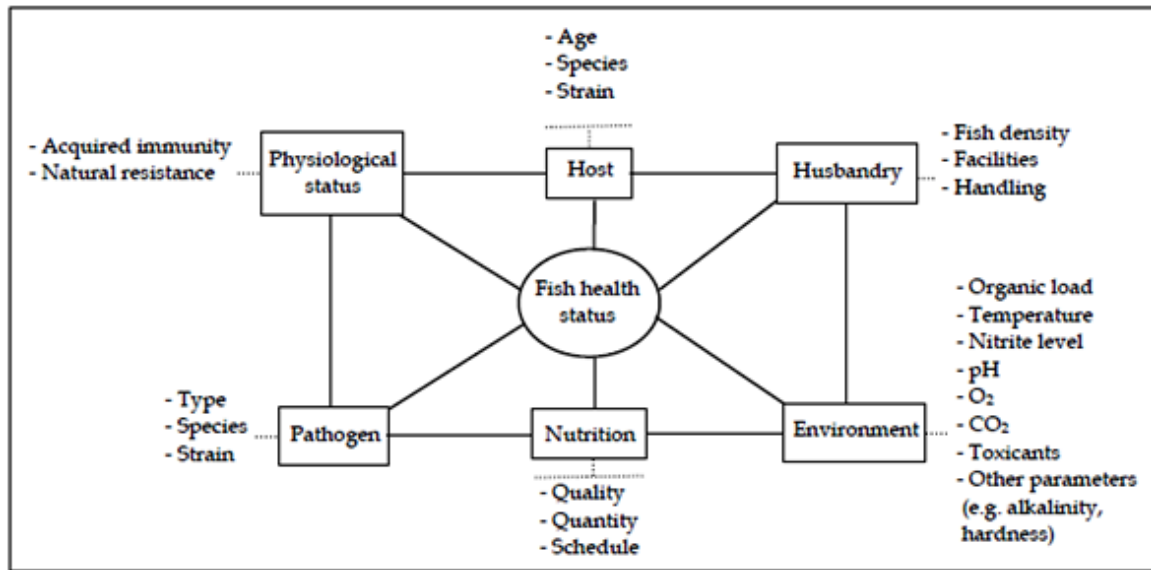 - Age
- Species
- Strain
- Acquired immunity
- Natural resistance
Physiological
status
Host
Husbandry
- Fish density
- Facilities
- Handling
Fish health
status
- Type
- Species
- Strain
Pathogen
Nutrition
Environment
- Organic load
- Temperature
- Nitrite level
- pH
- O₂
- CO₂
- Toxicants
- Other parameters
(e.g. alkalinity,
hardness)
- Quality
- Quantity
- Schedule